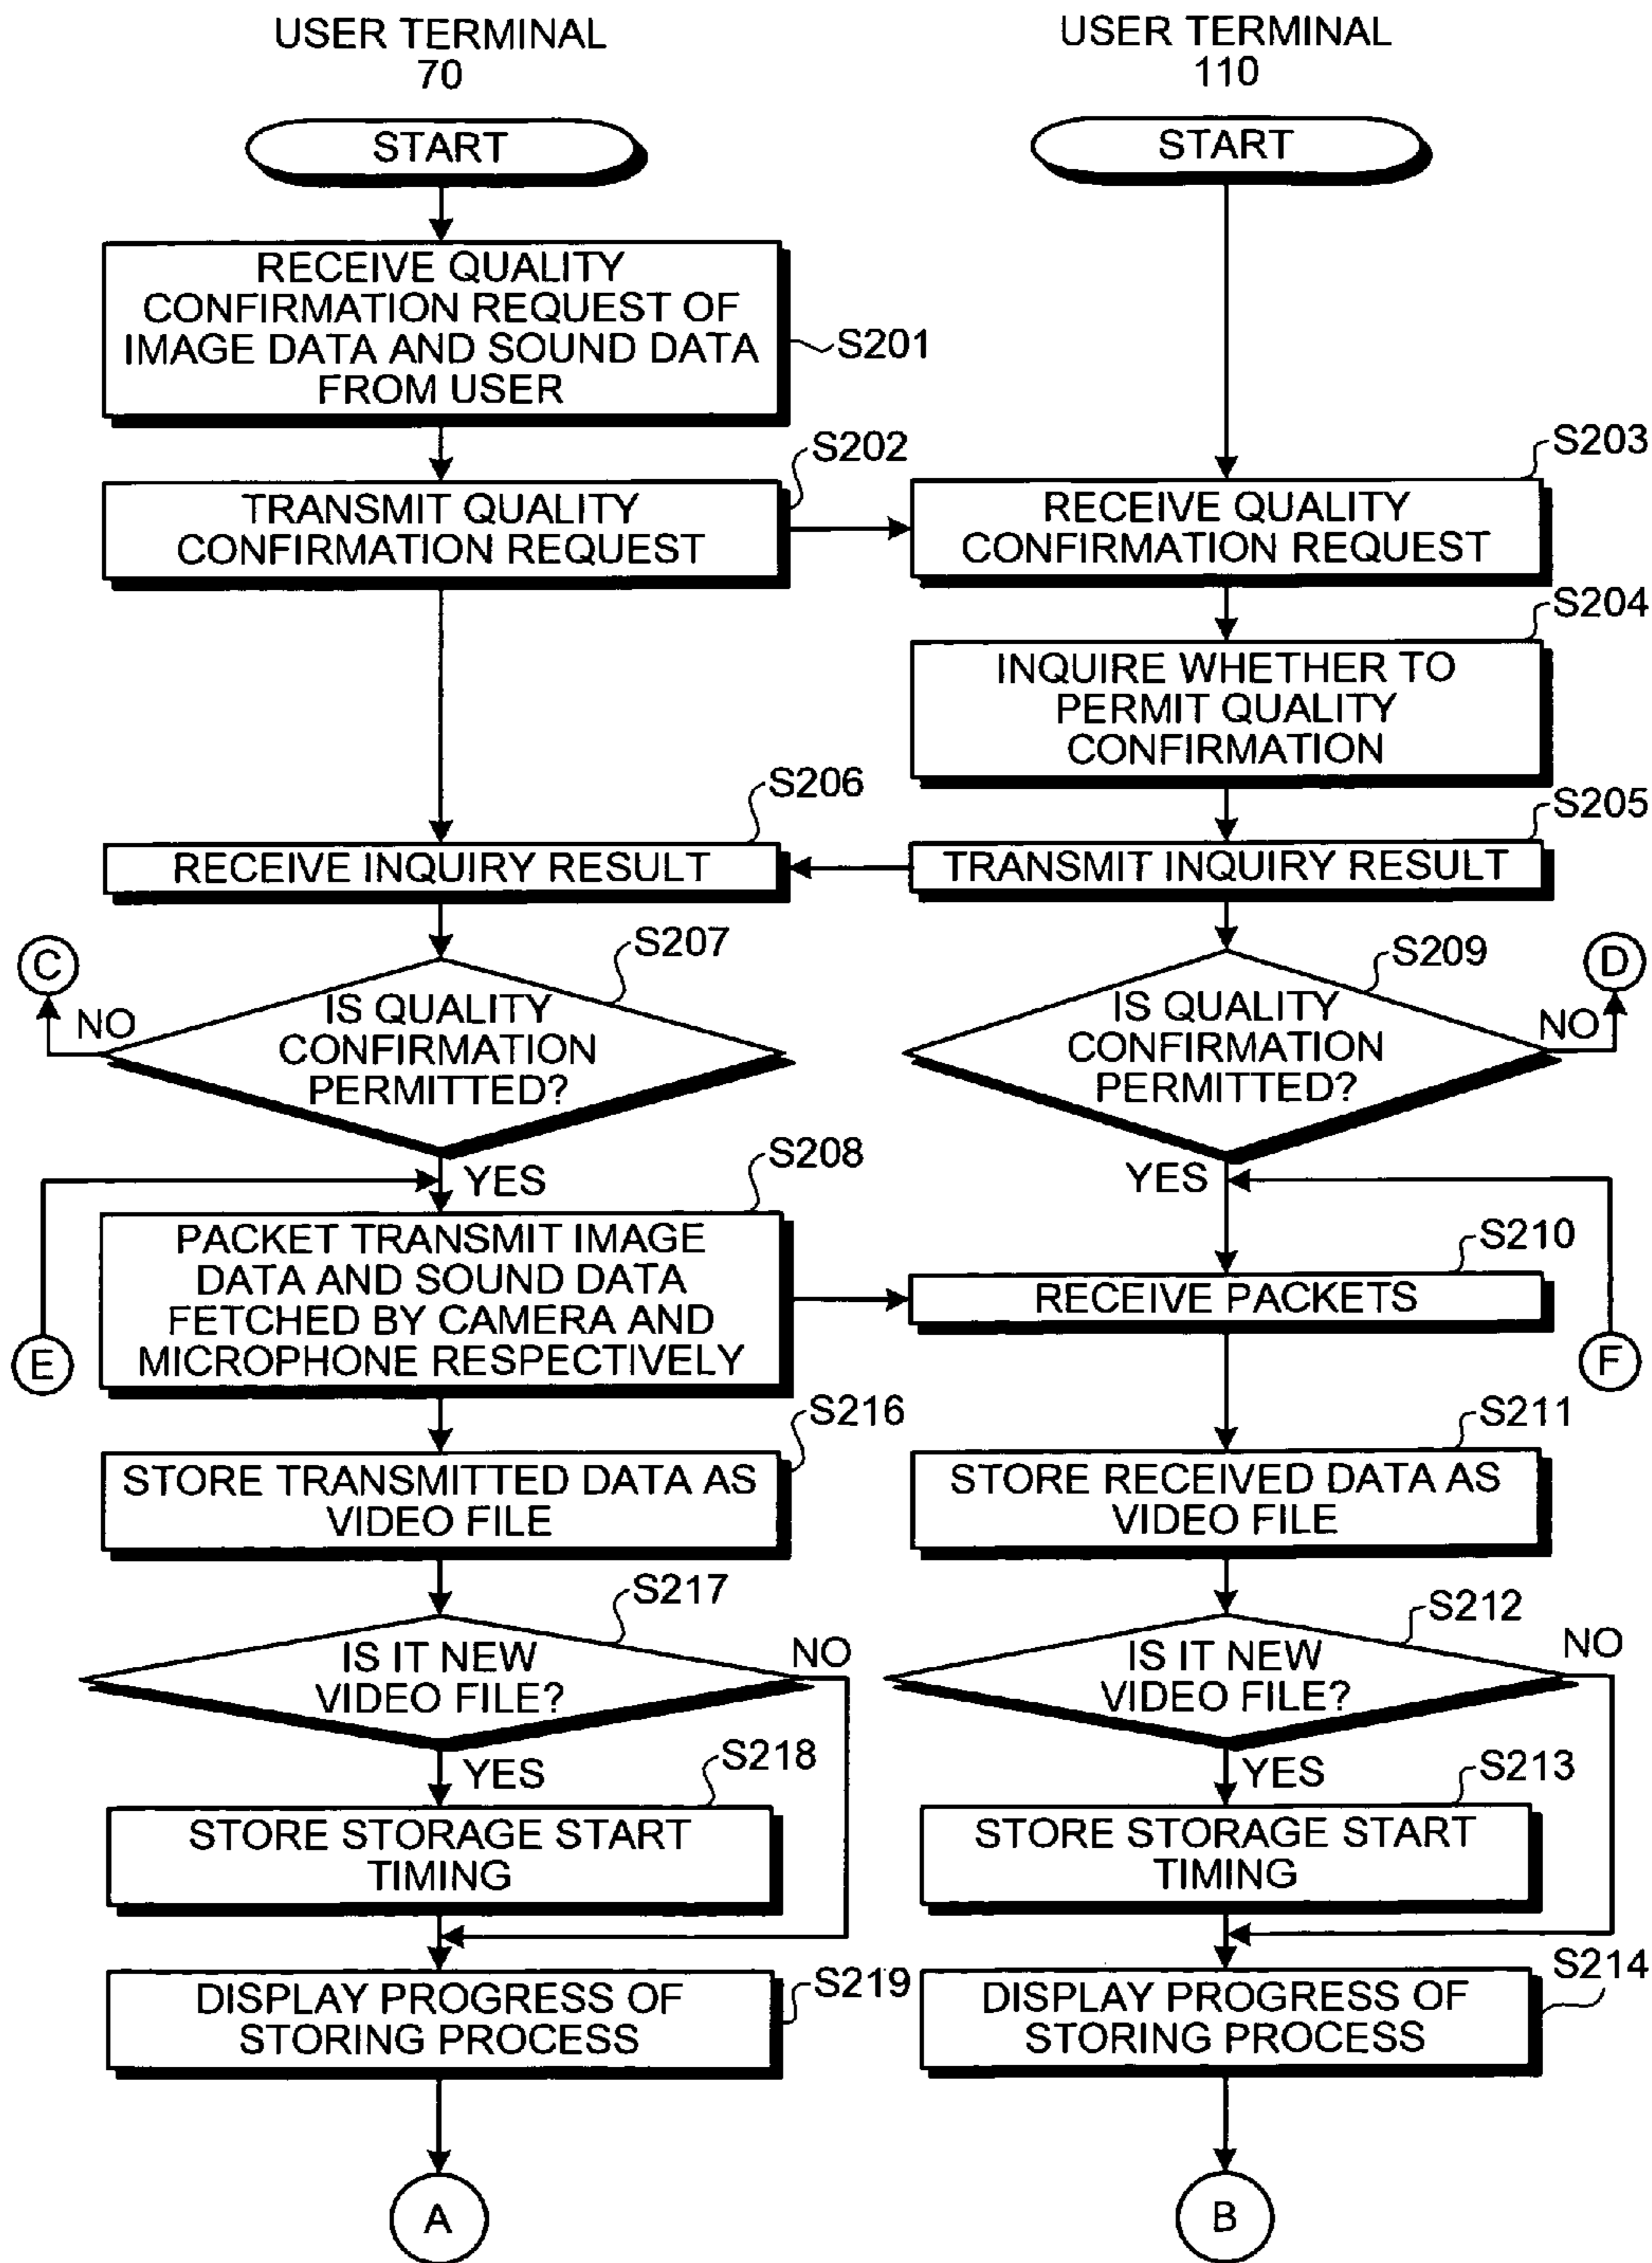 USER TERMINAL
70
USER TERMINAL
110
START
START
RECEIVE QUALITY
CONFIRMATION REQUEST OF
IMAGE DATA AND SOUND DATA
FROM USER
S201
S202
TRANSMIT QUALITY
CONFIRMATION REQUEST
S203
RECEIVE QUALITY
CONFIRMATION REQUEST
S204
INQUIRE WHETHER TO
PERMIT QUALITY
CONFIRMATION
S206
RECEIVE INQUIRY RESULT
S205
TRANSMIT INQUIRY RESULT
C
NO
S207
IS QUALITY
CONFIRMATION
PERMITTED?
YES
S209
IS QUALITY
CONFIRMATION
PERMITTED?
NO
D
YES
S208
PACKET TRANSMIT IMAGE
DATA AND SOUND DATA
FETCHED BY CAMERA AND
MICROPHONE RESPECTIVELY
E
S210
RECEIVE PACKETS
F
S216
STORE TRANSMITTED DATA AS
VIDEO FILE
S211
STORE RECEIVED DATA AS
VIDEO FILE
S217
IS IT NEW
VIDEO FILE?
NO
YES
S212
IS IT NEW
VIDEO FILE?
NO
YES
S218
STORE STORAGE START
TIMING
S213
STORE STORAGE START
TIMING
S219
DISPLAY PROGRESS OF
STORING PROCESS
S214
DISPLAY PROGRESS OF
STORING PROCESS
A
B